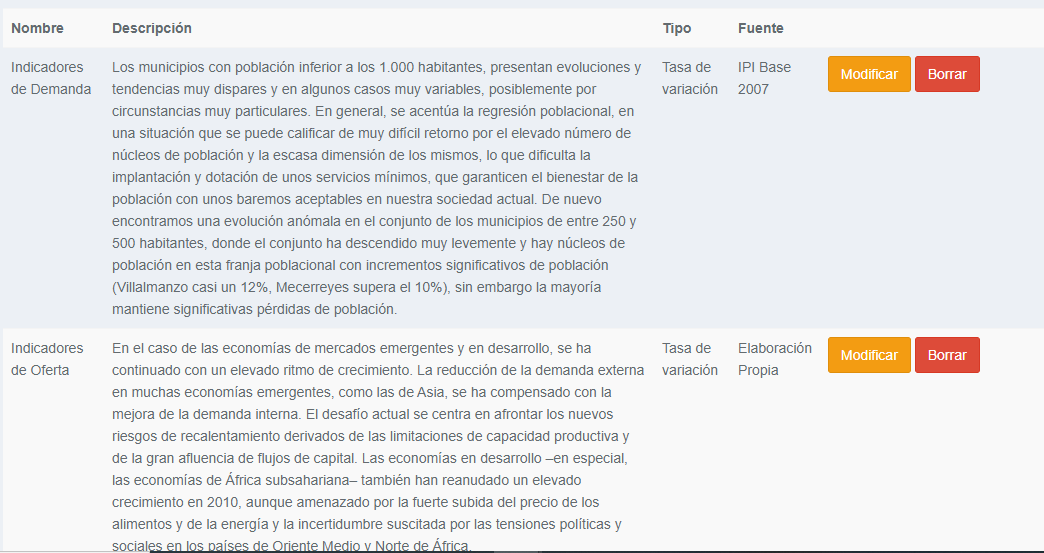 Nombre Descripción Tipo Fuente
Indicadores Los municipios con población inferior a los 1.000 habitantes, presentan evoluciones y Tasa de IPI Base Modificar Borrar
de Demanda tendencias muy dispares y en algunos casos muy variables, posiblemente por variación 2007
circunstancias muy particulares. En general, se acentúa la regresión poblacional, en
una situación que se puede calificar de muy difícil retorno por el elevado número de
núcleos de población y la escasa dimensión de los mismos, lo que dificulta la
implantación y dotación de unos servicios mínimos, que garanticen el bienestar de la
población con unos baremos aceptables en nuestra sociedad actual. De nuevo
encontramos una evolución anómala en el conjunto de los municipios de entre 250 y
500 habitantes, donde el conjunto ha descendido muy levemente y hay núcleos de
población en esta franja poblacional con incrementos significativos de población
(Villalmanzo casi un 12%, Mecerreyes supera el 10%), sin embargo la mayoría
mantiene significativas pérdidas de población.
Indicadores En el caso de las economías de mercados emergentes y en desarrollo, se ha Tasa de Elaboración Modificar Borrar
de Oferta continuado con un elevado ritmo de crecimiento. La reducción de la demanda externa variación Propia
en muchas economías emergentes, como las de Asia, se ha compensado con la
mejora de la demanda interna. El desafío actual se centra en afrontar los nuevos
riesgos de recalentamiento derivados de las limitaciones de capacidad productiva y
de la gran afluencia de flujos de capital. Las economías en desarrollo –en especial,
las economías de África subsahariana– también han reanudado un elevado
crecimiento en 2010, aunque amenazado por la fuerte subida del precio de los
alimentos y de la energía y la incertidumbre suscitada por las tensiones políticas y
sociales en los países de Oriente Medio y Norte de África.